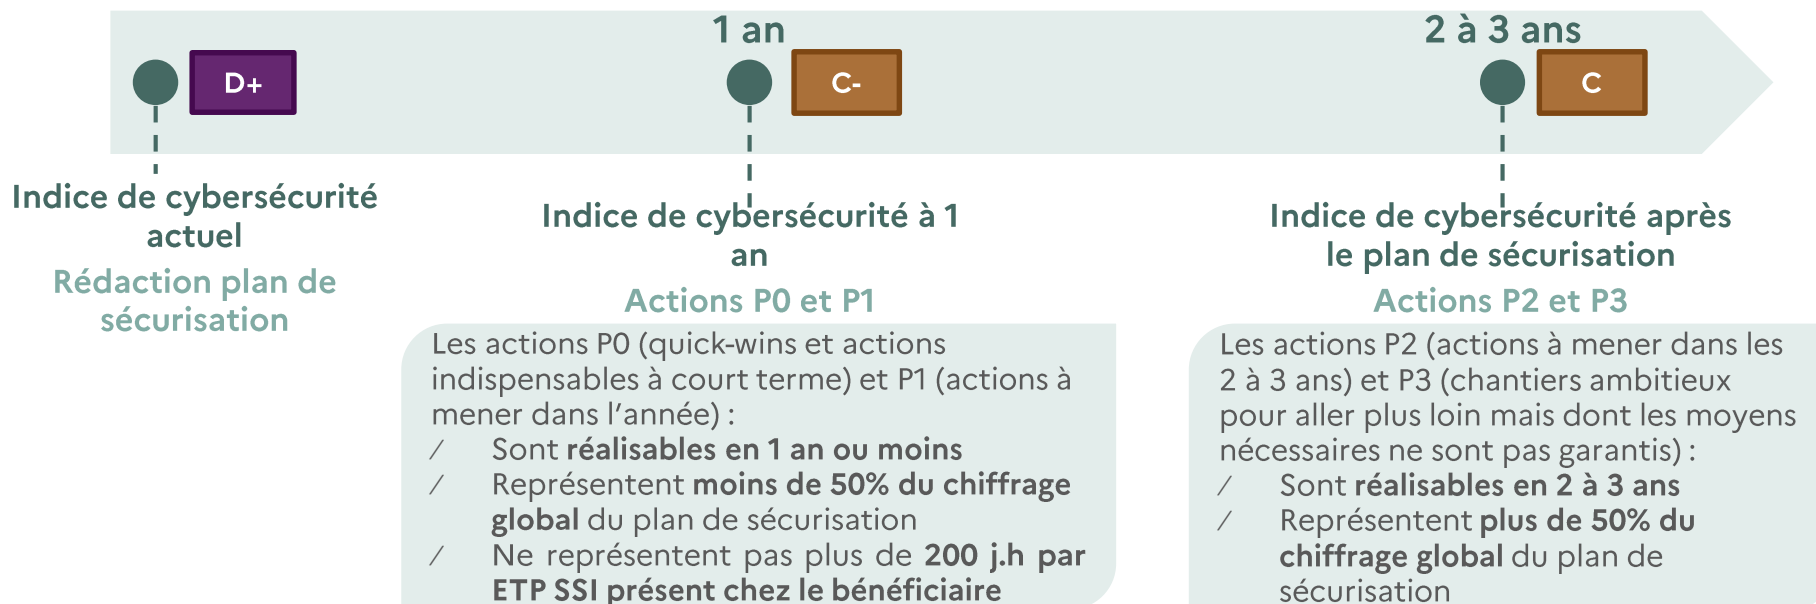 1 an
2 à 3 ans
D+
C-
C
Indice de cybersécurité
actuel
Rédaction plan de
sécurisation
Indice de cybersécurité à 1
an
Actions P0 et P1
Les actions P0 (quick-wins et actions
indispensables à court terme) et P1 (actions à
mener dans l'année) :
/ Sont réalisables en 1 an ou moins
/ Représentent moins de 50% du chiffrage
global du plan de sécurisation
/ Ne représentent pas plus de 200 j.h par
ETP SSI présent chez le bénéficiaire
Indice de cybersécurité après
le plan de sécurisation
Actions P2 et P3
Les actions P2 (actions à mener dans les
2 à 3 ans) et P3 (chantiers ambitieux
pour aller plus loin mais dont les moyens
nécessaires ne sont pas garantis) :
/ Sont réalisables en 2 à 3 ans
/ Représentent plus de 50% du
chiffrage global du plan de
sécurisation